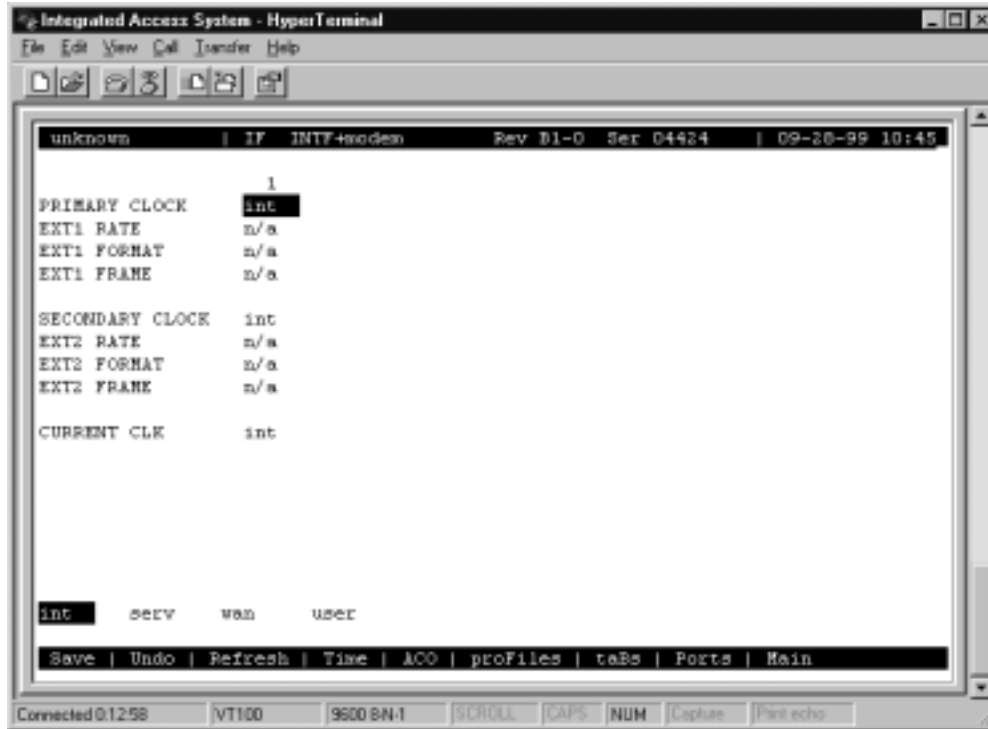 Integrated Access System - HyperTerminal
File Edit View Call Transfer Help
unknown | IF INTF+modem Rev B1-0 Ser 04424 | 09-28-99 10:45
1
PRIMARY CLOCK int
EXT1 RATE n/a
EXT1 FORMAT n/a
EXT1 FRAME n/a
SECONDARY CLOCK int
EXT2 RATE n/a
EXT2 FORMAT n/a
EXT2 FRAME n/a
CURRENT CLK int
int serv wan user
Save | Undo | Refresh | Time | ACO | proFiles | taBs | Ports | Main
Connected 0:12:58 VT100 9600 8-N-1 SCROLL CAPS NUM Capture Print echo